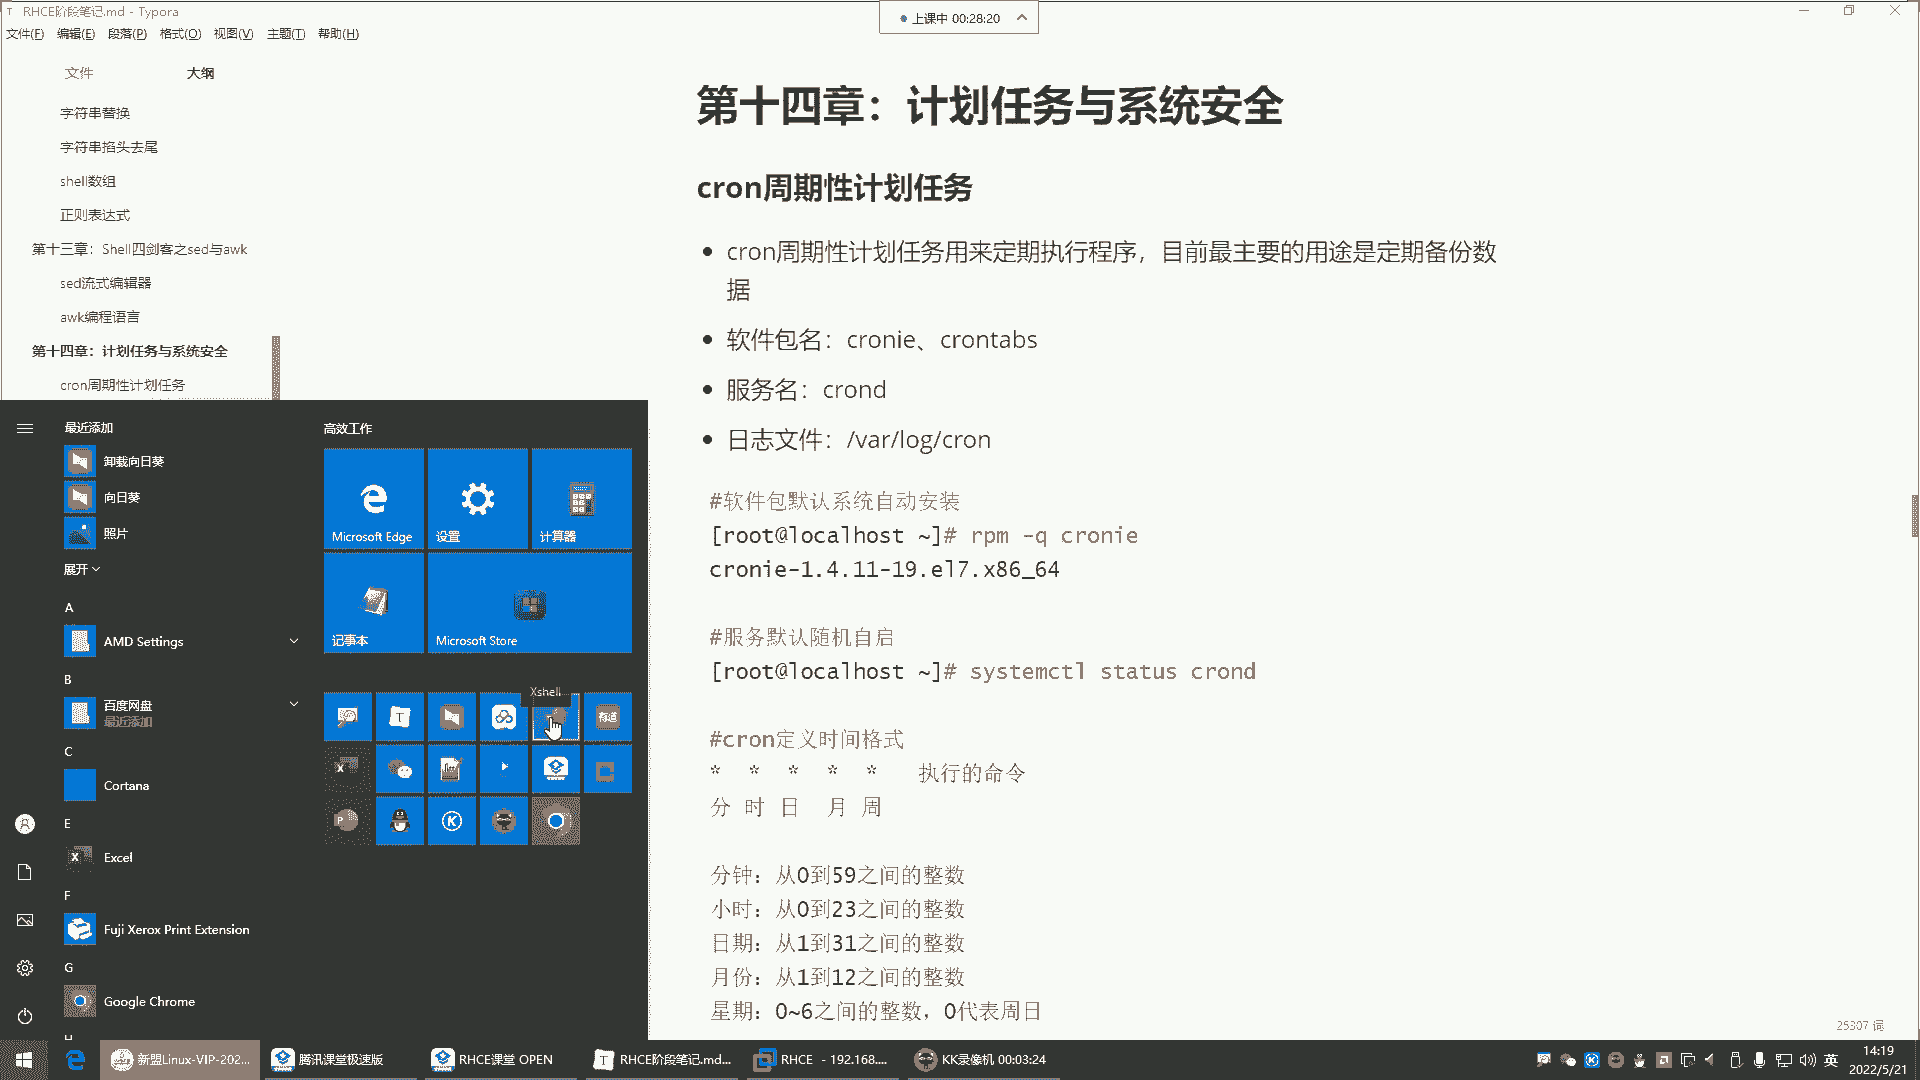 RHCE阶段笔记.md - Typora
上课中 00:28:20
文件(F) 编辑(E) 段落(P) 格式(O) 视图(V) 主题(T) 帮助(H)
文件 大纲
字符串替换
字符串掐头去尾
shell数组
正则表达式
第十三章：Shell四剑客之sed与awk
sed流式编辑器
awk编程语言
第十四章：计划任务与系统安全
cron周期性计划任务
第十四章：计划任务与系统安全
cron周期性计划任务
cron周期性计划任务用来定期执行程序，目前最主要的用途是定期备份数
据
软件包名：cronie、crontabs
服务名：crond
日志文件：/var/log/cron
#软件包默认系统自动安装
[root@localhost ~]# rpm -q cronie
cronie-1.4.11-19.el7.x86_64
#服务默认随机自启
[root@localhost ~]# systemctl status crond
#cron定义时间格式
* * * * * 执行的命令
分 时 日 月 周
分钟：从0到59之间的整数
小时：从0到23之间的整数
日期：从1到31之间的整数
月份：从1到12之间的整数
星期：0~6之间的整数，0代表周日
25307 词
最近添加
卸载向日葵
向日葵
照片
展开
A
AMD Settings
B
百度网盘
最近添加
C
Cortana
E
Excel
F
Fuji Xerox Print Extension
G
Google Chrome
H
高效工作
Microsoft Edge
设置
计算器
记事本
Microsoft Store
Xshell
有道
新盟Linux-VIP-202...
腾讯课堂极速版
RHCE课堂 OPEN
RHCE阶段笔记.md...
RHCE - 192.168....
KK录像机 00:03:24
英
14:19
2022/5/21